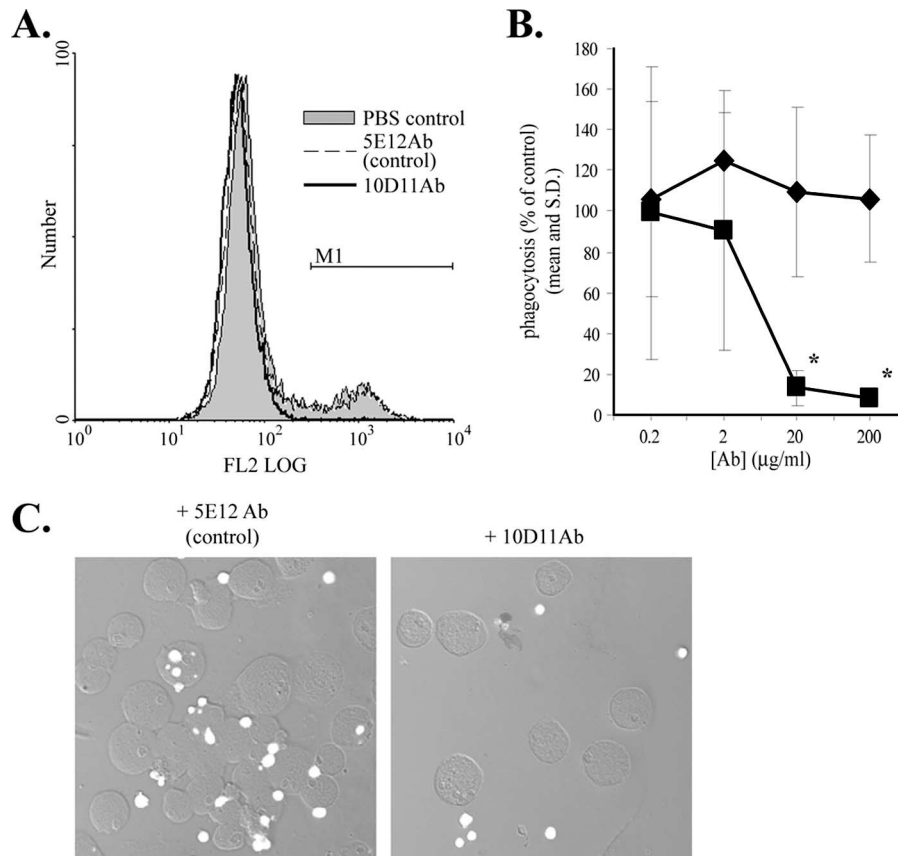 A.
100
Number
0
PBS control
5E12Ab
(control)
10D11Ab
M1
10^0
10^1
10^2
10^3
10^4
FL2 LOG
B.
phagocytosis (% of control)
(mean and S.D.)
180
160
140
120
100
80
60
40
20
0
*
*
0.2
2
20
200
[Ab] (µg/ml)
C.
+ 5E12 Ab
(control)
+ 10D11Ab